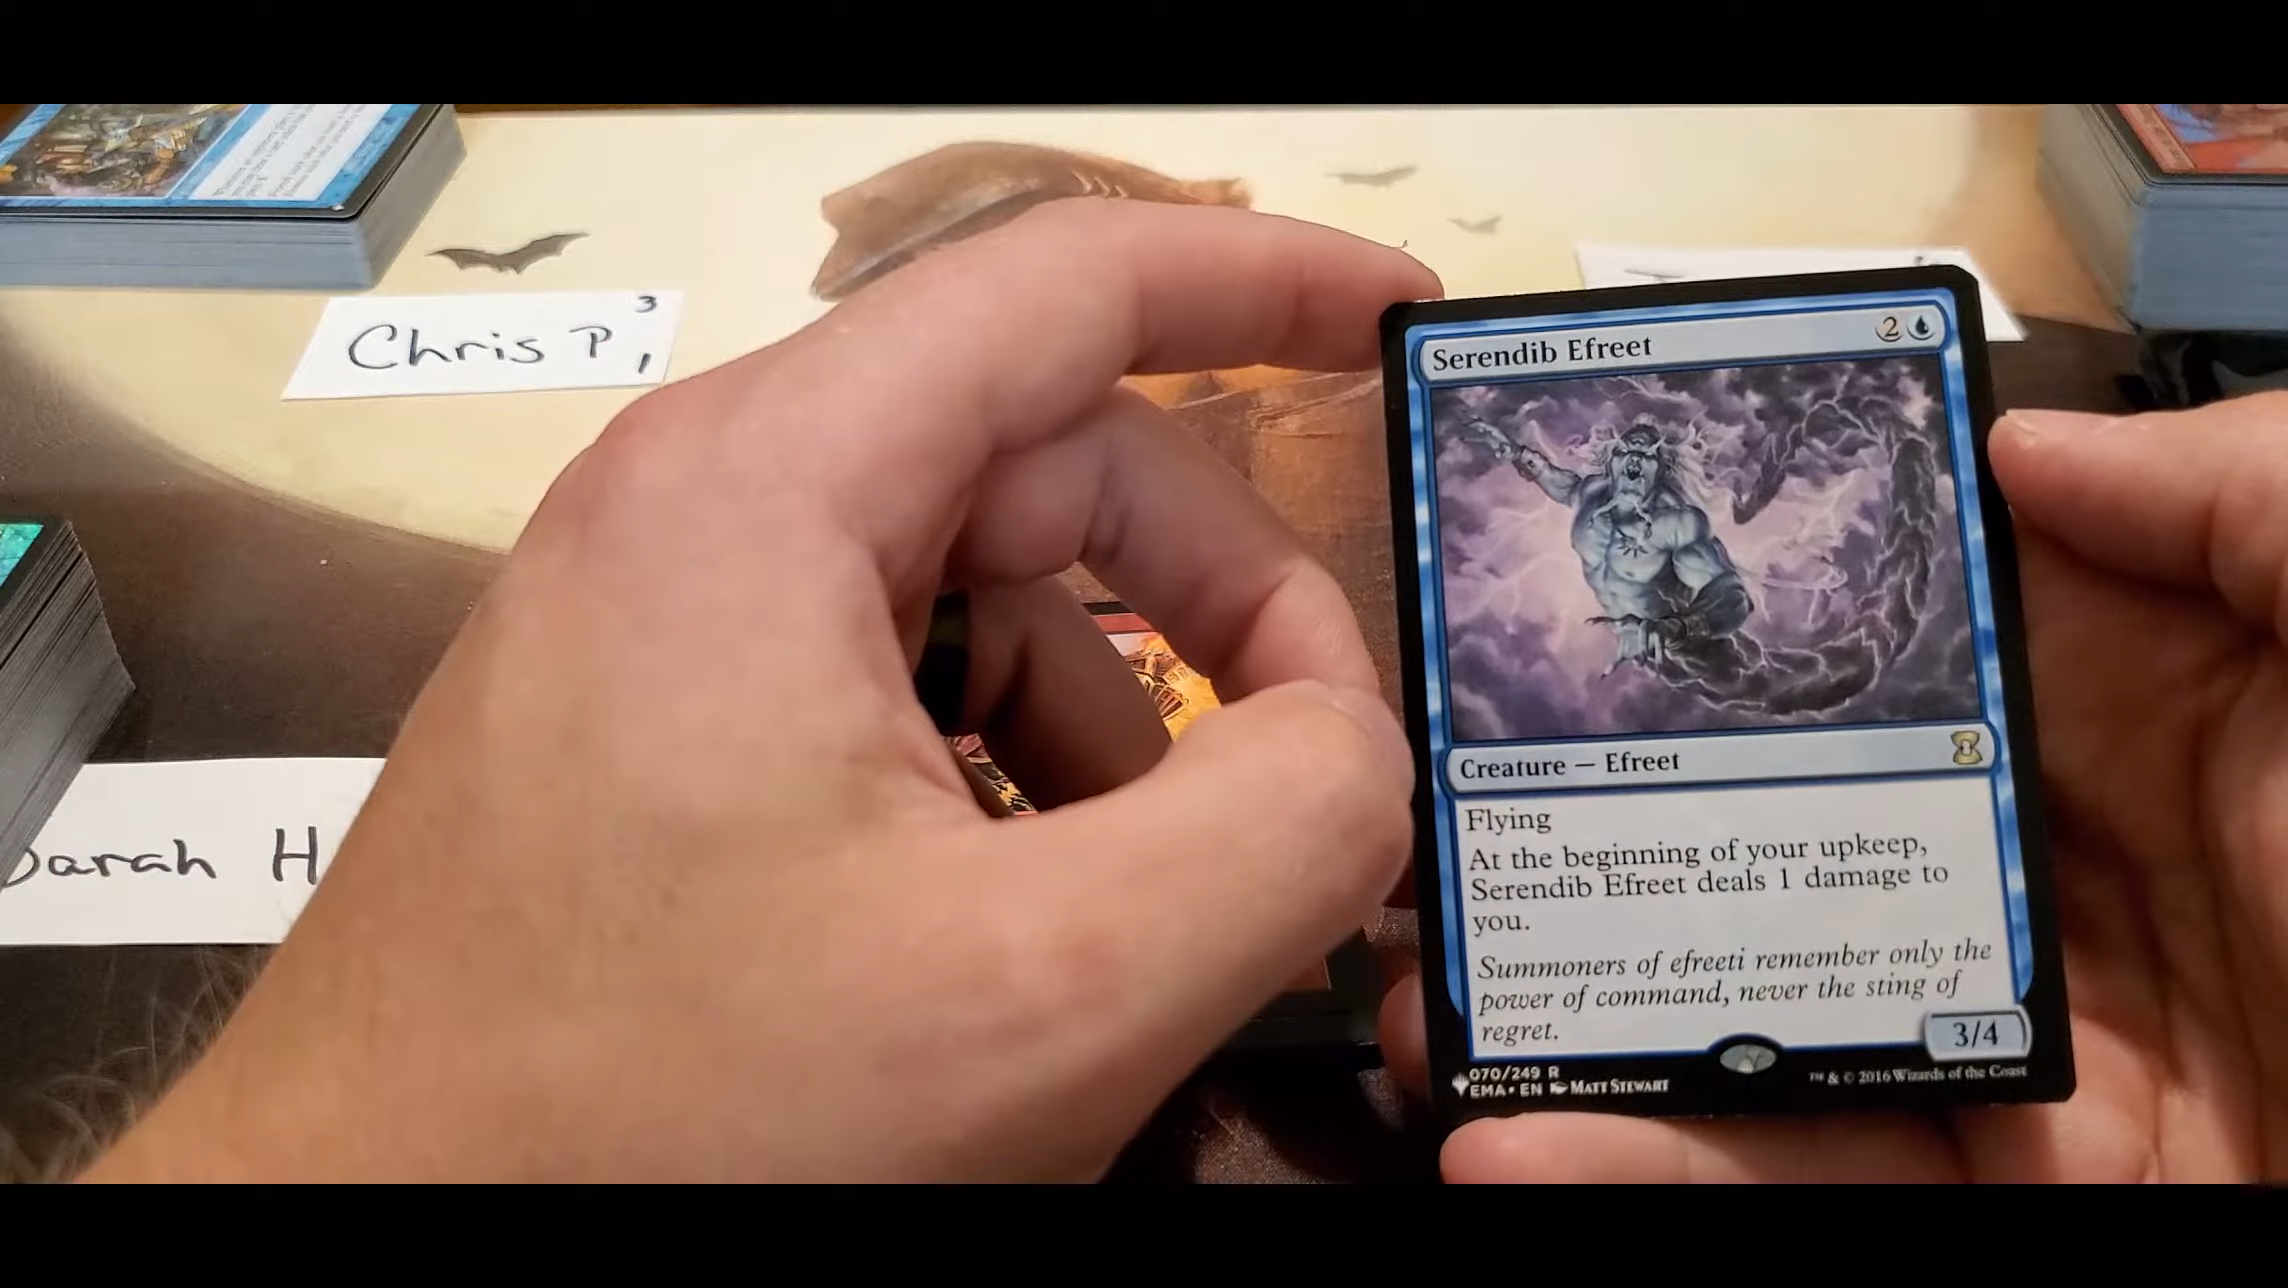 Chris P 3
1
Serendib Efreet 2
Creature — Efreet
Flying
At the beginning of your upkeep,
Serendib Efreet deals 1 damage to
you.
Summoners of efreeti remember only the
power of command, never the sting of
regret.
3/4
070/249 R
EMA • EN MATT STEWART
™ & © 2016 Wizards of the Coast
arah H